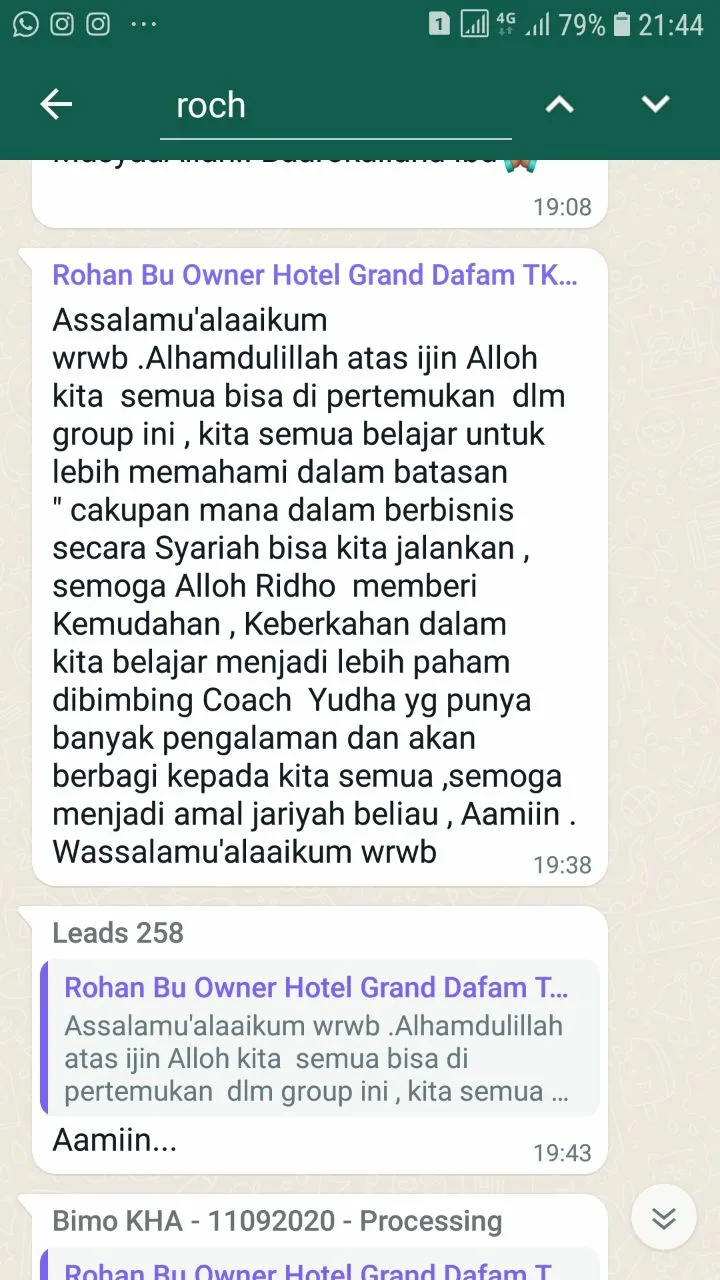 1 4G 79% 21:44
roch
19:08
Rohan Bu Owner Hotel Grand Dafam TK...
Assalamu'alaaikum
wrwb .Alhamdulillah atas ijin Alloh
kita semua bisa di pertemukan dlm
group ini , kita semua belajar untuk
lebih memahami dalam batasan
" cakupan mana dalam berbisnis
secara Syariah bisa kita jalankan ,
semoga Alloh Ridho memberi
Kemudahan , Keberkahan dalam
kita belajar menjadi lebih paham
dibimbing Coach Yudha yg punya
banyak pengalaman dan akan
berbagi kepada kita semua ,semoga
menjadi amal jariyah beliau , Aamiin .
Wassalamu'alaaikum wrwb
19:38
Leads 258
Rohan Bu Owner Hotel Grand Dafam T...
Assalamu'alaaikum wrwb .Alhamdulillah
atas ijin Alloh kita semua bisa di
pertemukan dlm group ini , kita semua ...
Aamiin...
19:43
Bimo KHA - 11092020 - Processing
Rohan Bu Owner Hotel Grand Dafam T